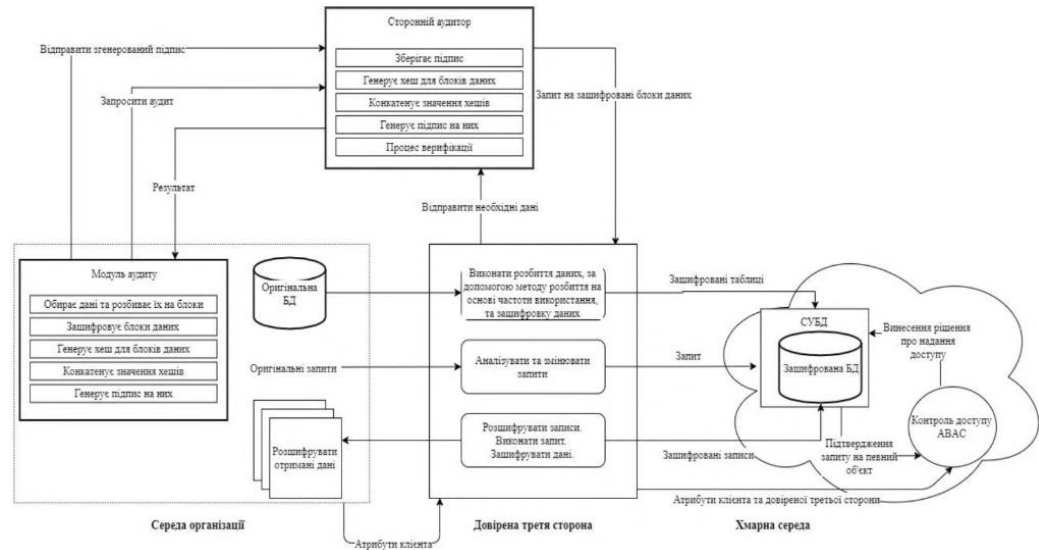 Сторонній аудитор
Відправити згенерований підпис
Зберігає підпис
Генерує хеш для блоків даних
Запросити аудит
Запит на зашифровані блоки даних
Конкатенує значення хешів
Генерує підпис на них
Процес верифікації
Результат
Відправити необхідні дані
Модуль аудиту
Обирає дані та розбиває їх на блоки
Зашифровує блоки даних
Генерує хеш для блоків даних
Конкатенує значення хешів
Генерує підпис на них
Оригінальна
БД
Виконати розбиття даних, за
допомогою методу розбиття на
основі частоти використання,
та зашифровку даних
Зашифровані таблиці
СУБД
Зашифрована БД
Винесення рішення
про надання
доступу
Оригінальні запити
Аналізувати та змінювати
запити
Запит
Розшифрувати
отримані дані
Розшифрувати записи.
Виконати запит.
Зашифрувати дані.
Зашифровані записи
Підтвердження
запиту на певний
об'єкт
Контроль доступу
ABAC
Атрибути клієнта та довіреної третьої сторони
Середа організації
Довірена третя сторона
Хмарна середа
Атрибути клієнта